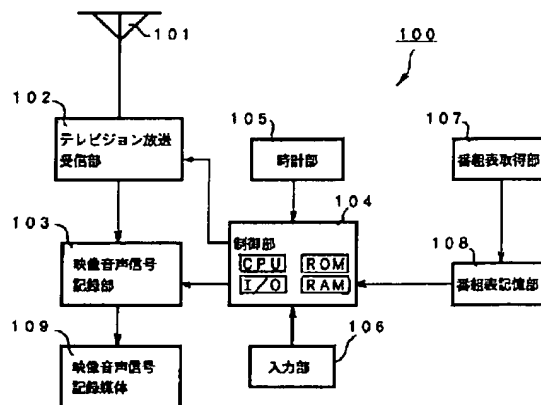 101
100
102
テレビジョン放送
受信部
105
時計部
107
番組表取得部
104
制御部
CPU ROM
I/O RAM
103
映像音声信号
記録部
108
番組表記憶部
109
映像音声信号
記録媒体
入力部
106